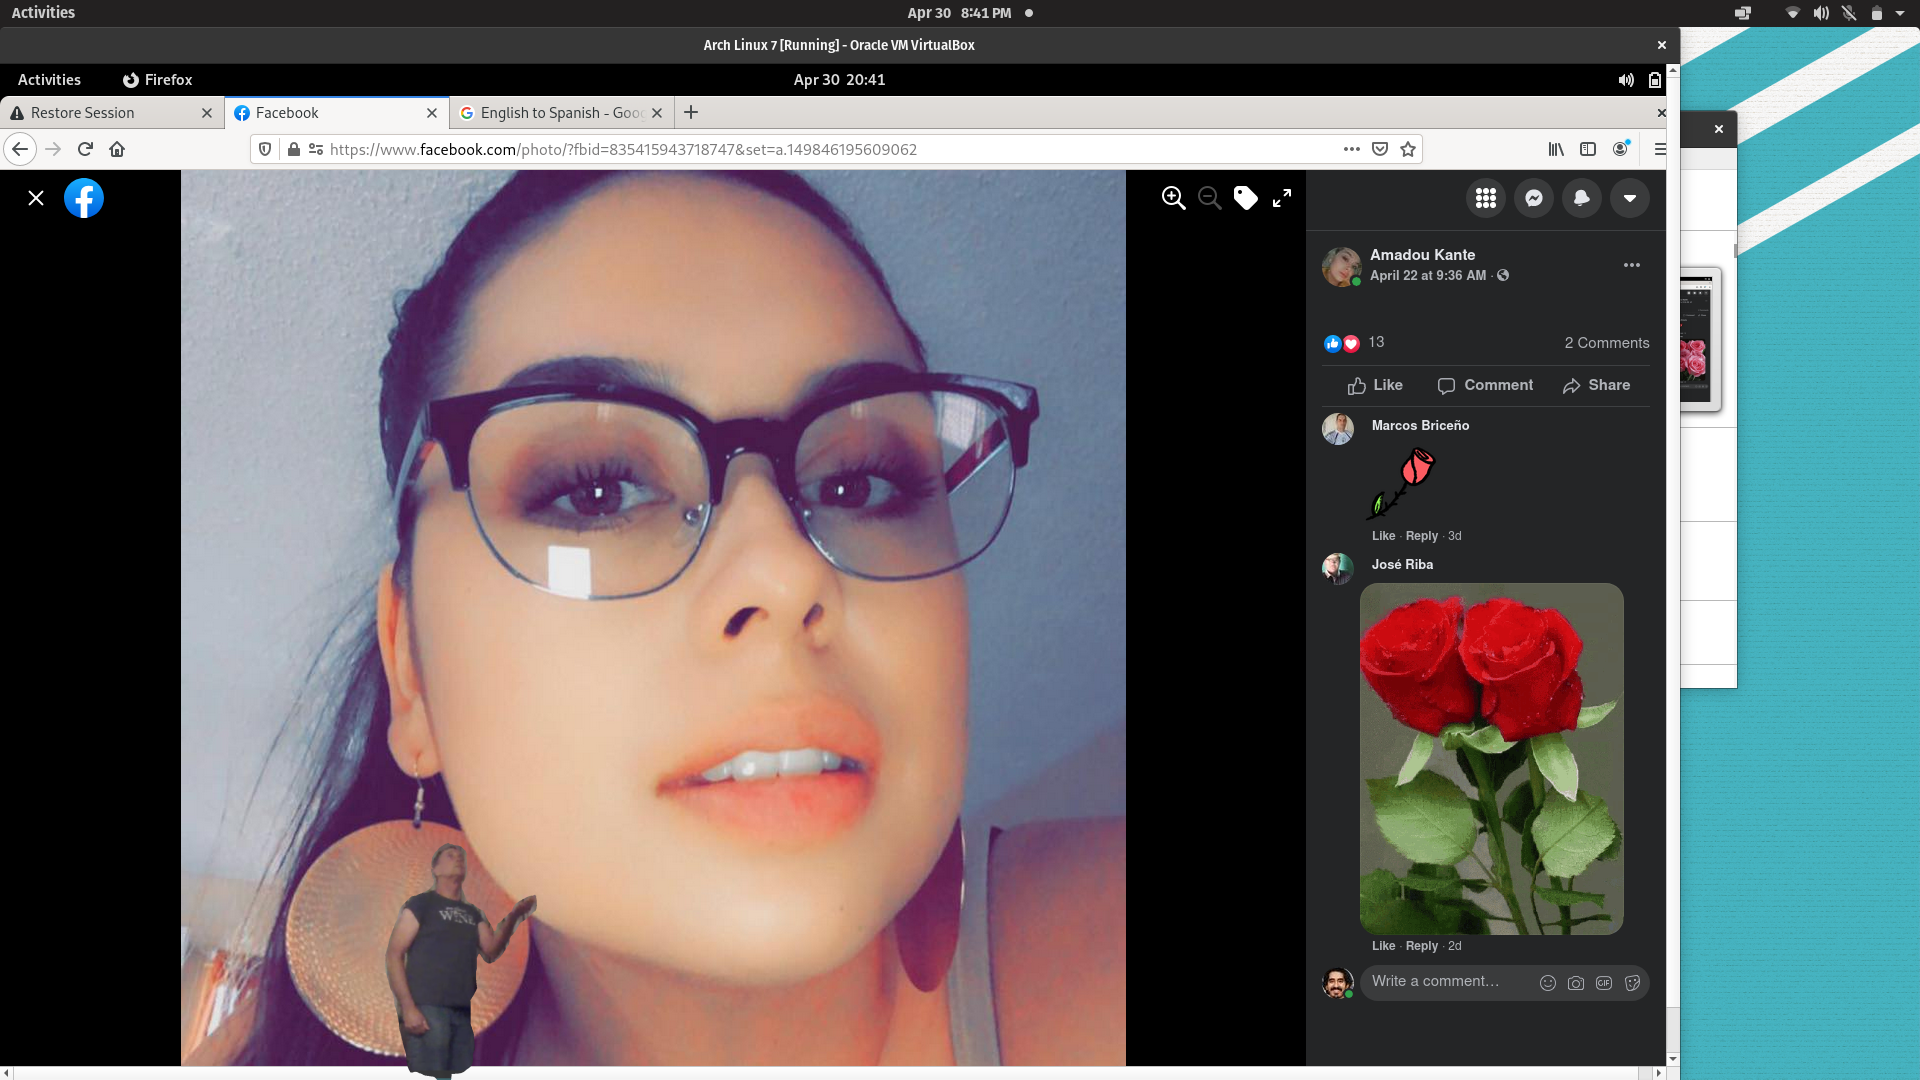 Activities
Apr 30 8:41 PM
Arch Linux 7 [Running] - Oracle VM VirtualBox
Activities
Firefox
Apr 30 20:41
Restore Session
Facebook
English to Spanish - Goo
https://www.facebook.com/photo/?fbid=835415943718747&set=a.149846195609062
Amadou Kante
April 22 at 9:36 AM ·
13
2 Comments
Like
Comment
Share
Marcos Briceño
Like · Reply · 3d
José Riba
Like · Reply · 2d
Write a comment…
GIF
WINE